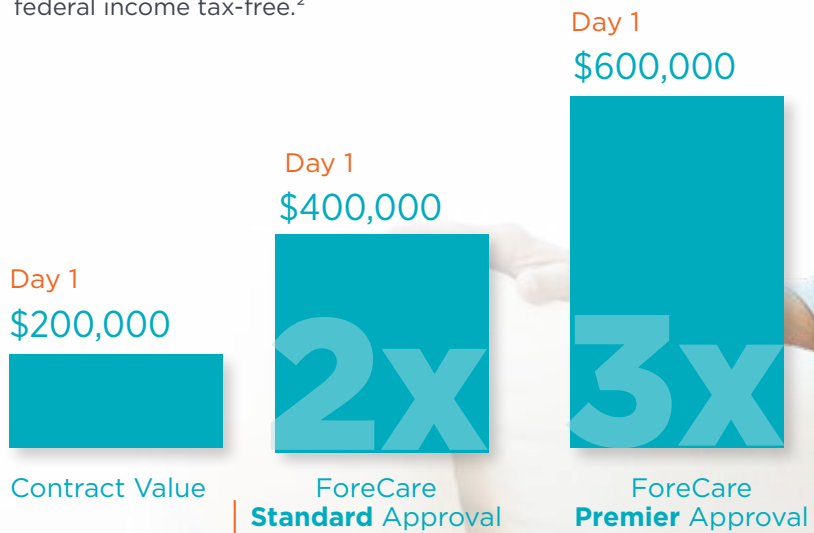 federal income tax-free.²
Day 1
$200,000
Contract Value
Day 1
$400,000
2x
ForeCare
Standard Approval
Day 1
$600,000
3x
ForeCare
Premier Approval